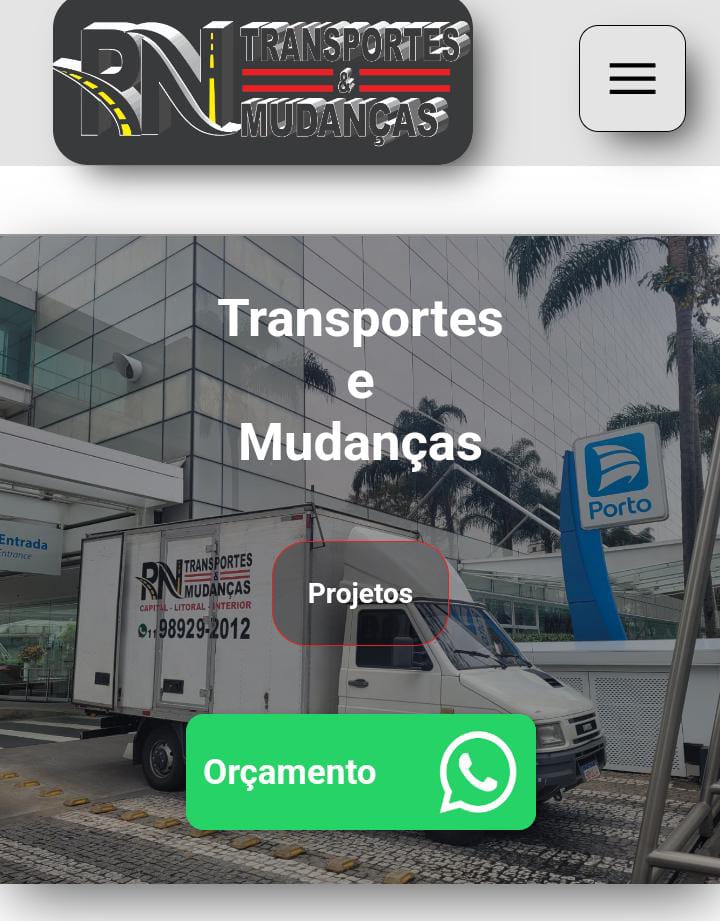 RN TRANSPORTES
&
MUDANÇAS
Transportes
e
Mudanças
Porto
Entrada
Entrance
RN TRANSPORTES
&
MUDANÇAS
CAPITAL - LITORAL - INTERIOR
11 98929-2012
Projetos
Orçamento